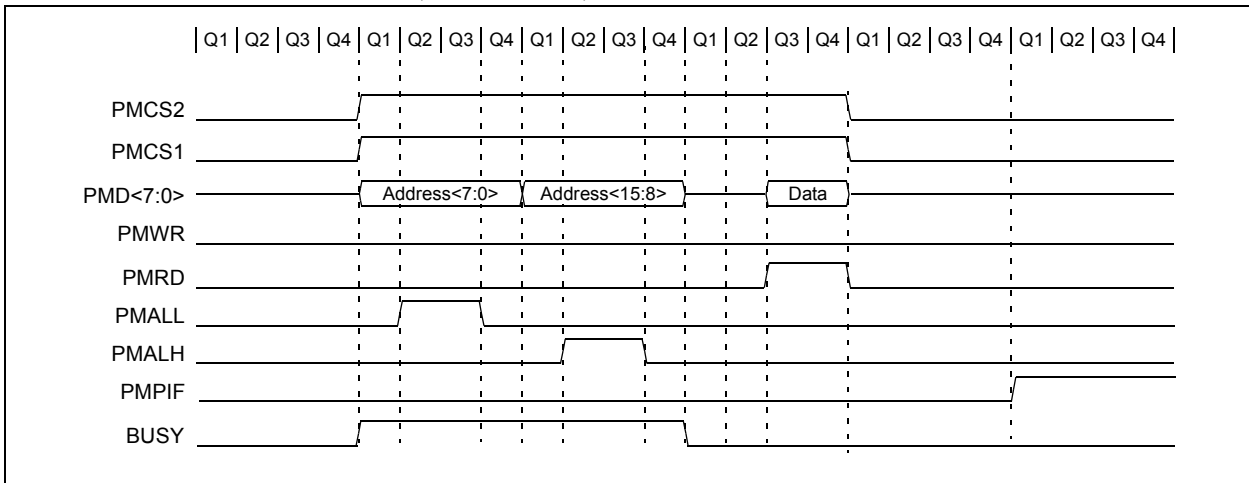 Q1 Q2 Q3 Q4 Q1 Q2 Q3 Q4 Q1 Q2 Q3 Q4 Q1 Q2 Q3 Q4 Q1 Q2 Q3 Q4 Q1 Q2 Q3 Q4
PMCS2
PMCS1
PMD<7:0> Address<7:0> Address<15:8> Data
PMWR
PMRD
PMALL
PMALH
PMPIF
BUSY